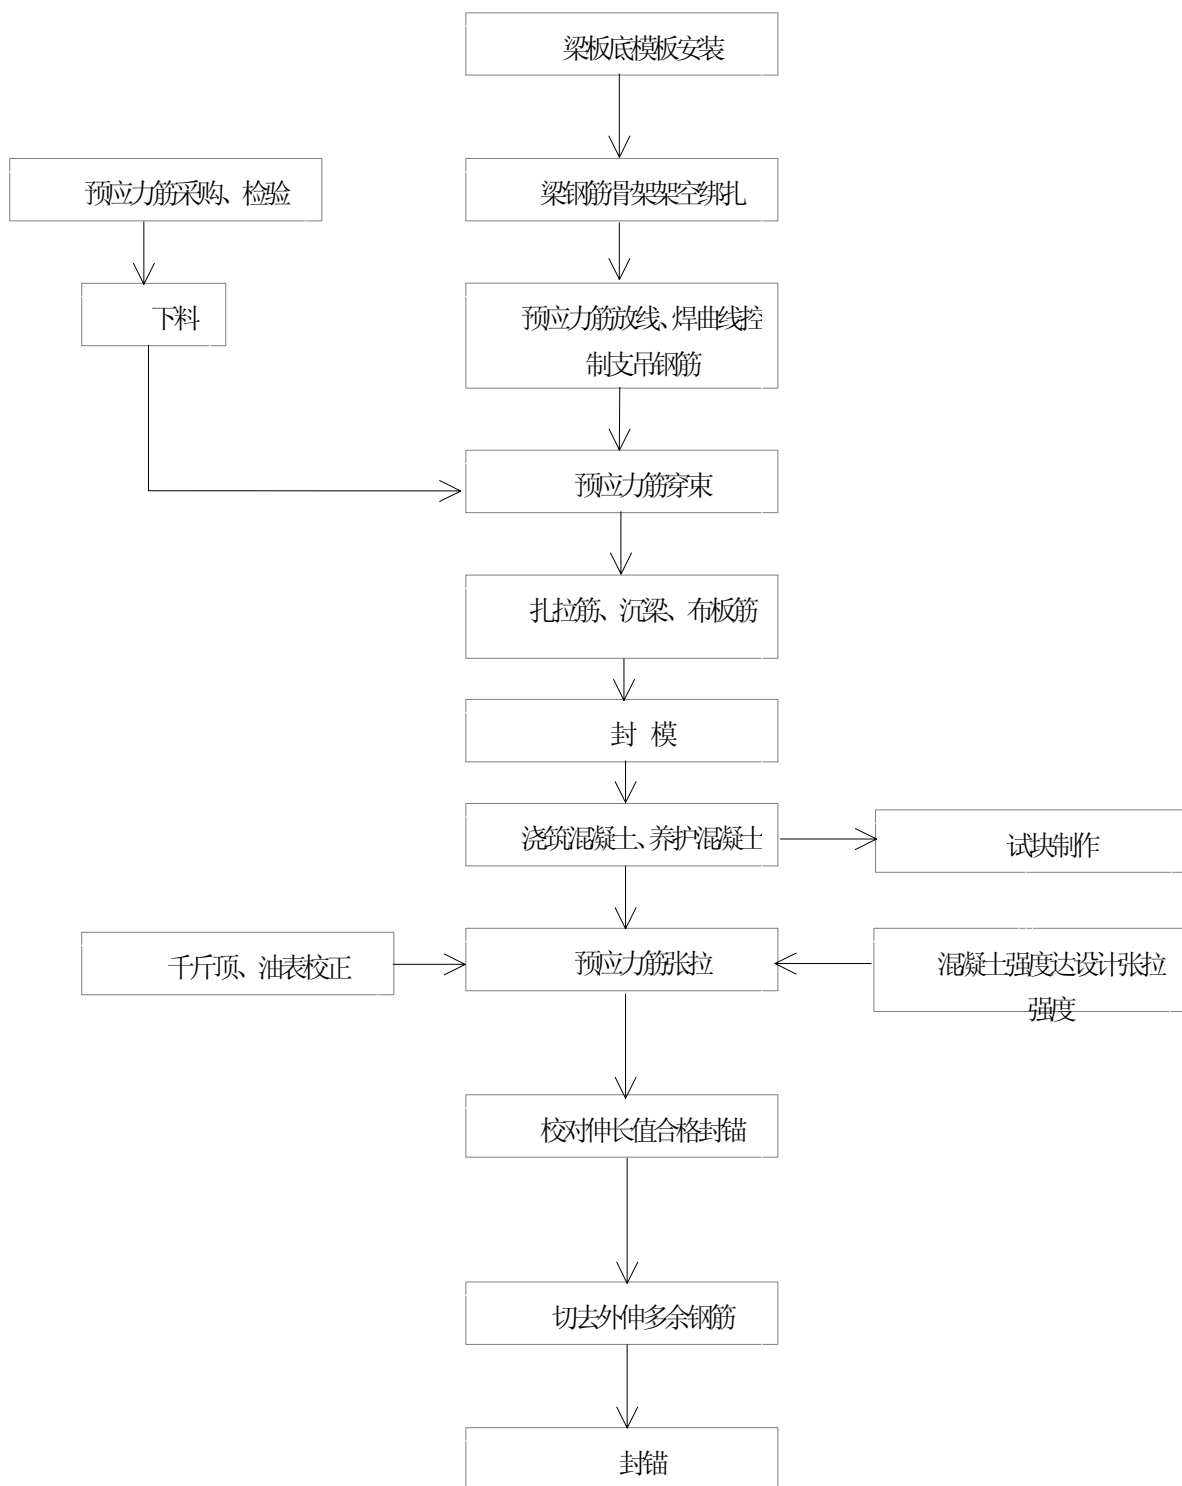 梁板底模板安装
预应力筋采购、检验
梁钢筋骨架架空绑扎
下料
预应力筋放线、焊曲线控
制支吊钢筋
预应力筋穿束
扎拉筋、沉梁、布板筋
封 模
浇筑混凝土、养护混凝土
试块制作
千斤顶、油表校正
预应力筋张拉
混凝土强度达设计张拉
强度
校对伸长值合格封锚
切去外伸多余钢筋
封锚